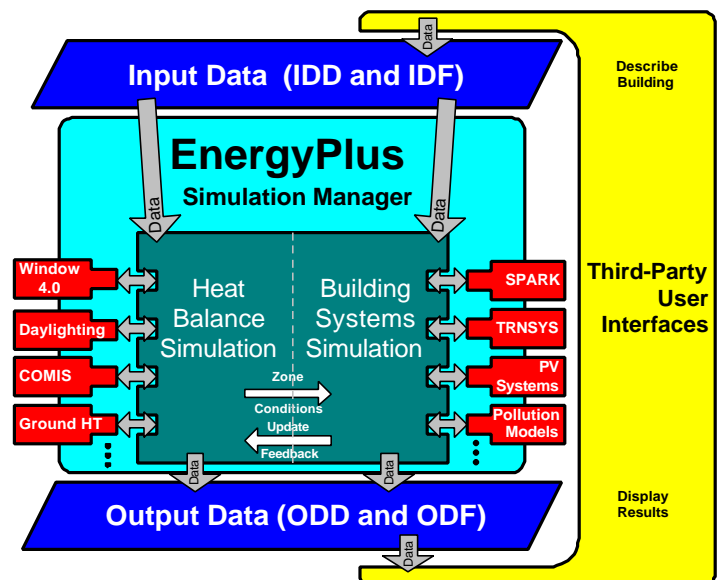 Data
Input Data (IDD and IDF)
Describe
Building
EnergyPlus
Simulation Manager
Data
Data
Window
4.0
Daylighting
COMIS
Ground HT
Heat
Balance
Simulation
Building
Systems
Simulation
Zone
Conditions
Update
Feedback
SPARK
TRNSYS
PV
Systems
Pollution
Models
Third-Party
User
Interfaces
Data
Data
Output Data (ODD and ODF)
Display
Results
Data